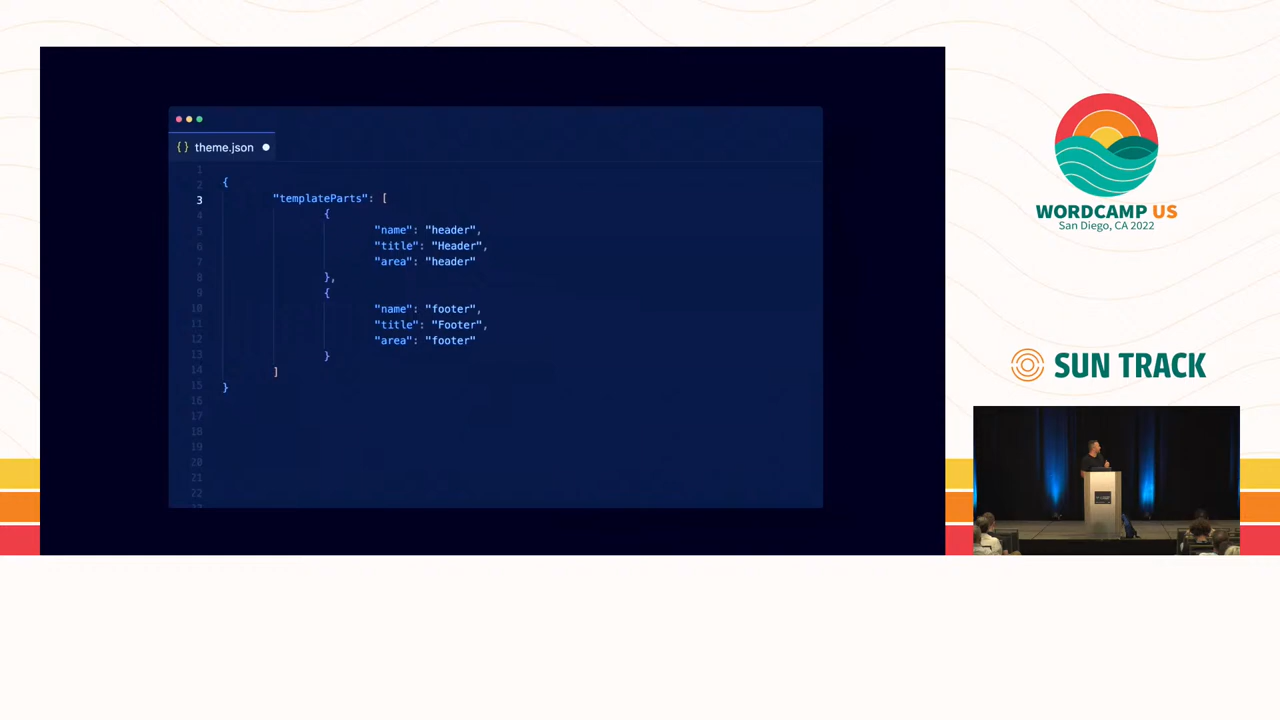 theme.json
1
2 {
3 "templateParts": [
4 {
5 "name": "header",
6 "title": "Header",
7 "area": "header"
8 },
9 {
10 "name": "footer",
11 "title": "Footer",
12 "area": "footer"
13 }
14 ]
15 }
16
17
18
19
20
21
22
WORDCAMP US
San Diego, CA 2022
SUN TRACK